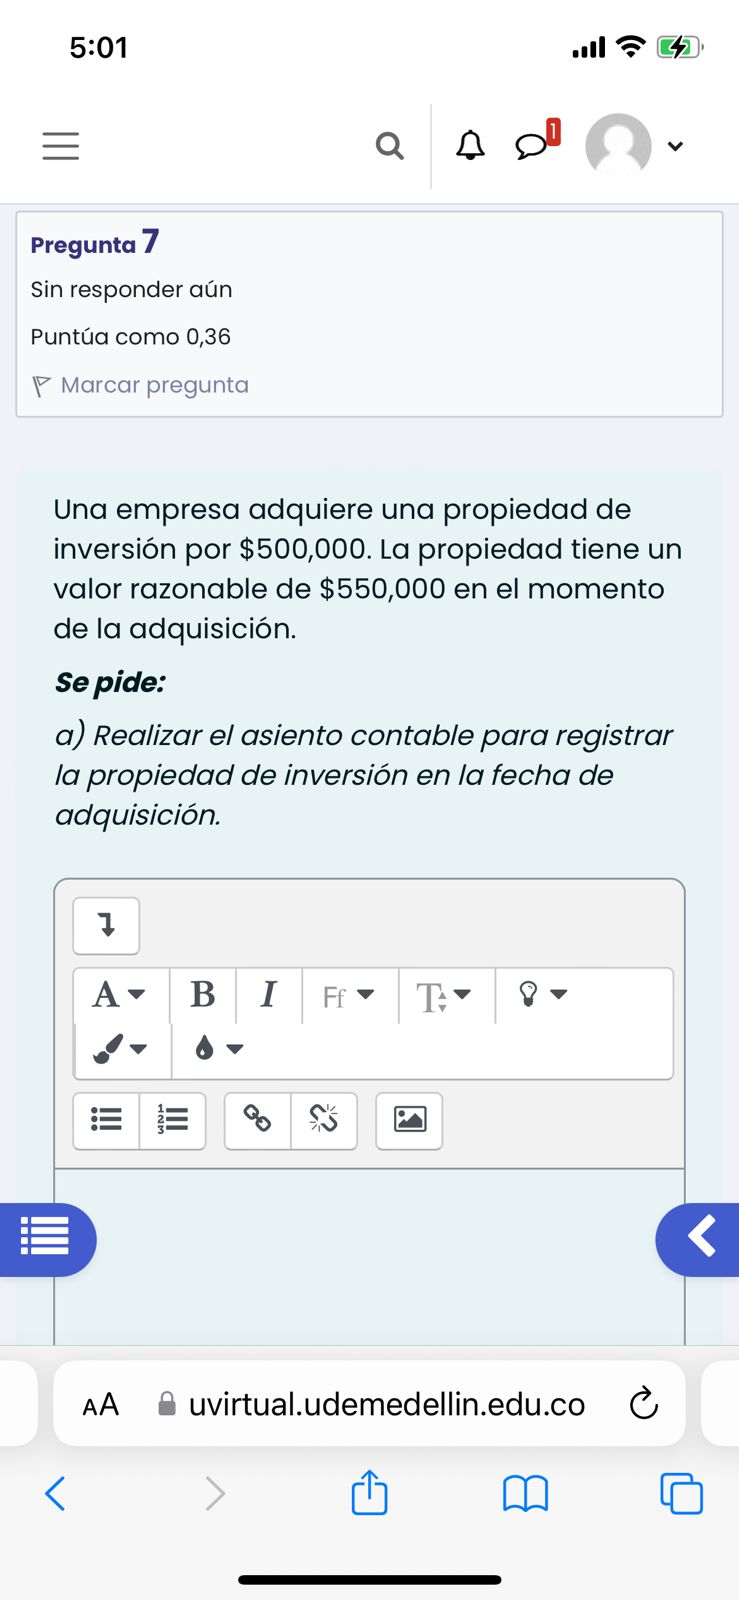 5:01
1
Pregunta 7
Sin responder aún
Puntúa como 0,36
Marcar pregunta
Una empresa adquiere una propiedad de
inversión por $500,000. La propiedad tiene un
valor razonable de $550,000 en el momento
de la adquisición.
Se pide:
a) Realizar el asiento contable para registrar
la propiedad de inversión en la fecha de
adquisición.
A B I Ff T
1
2
3
AA uvirtual.udemedellin.edu.co